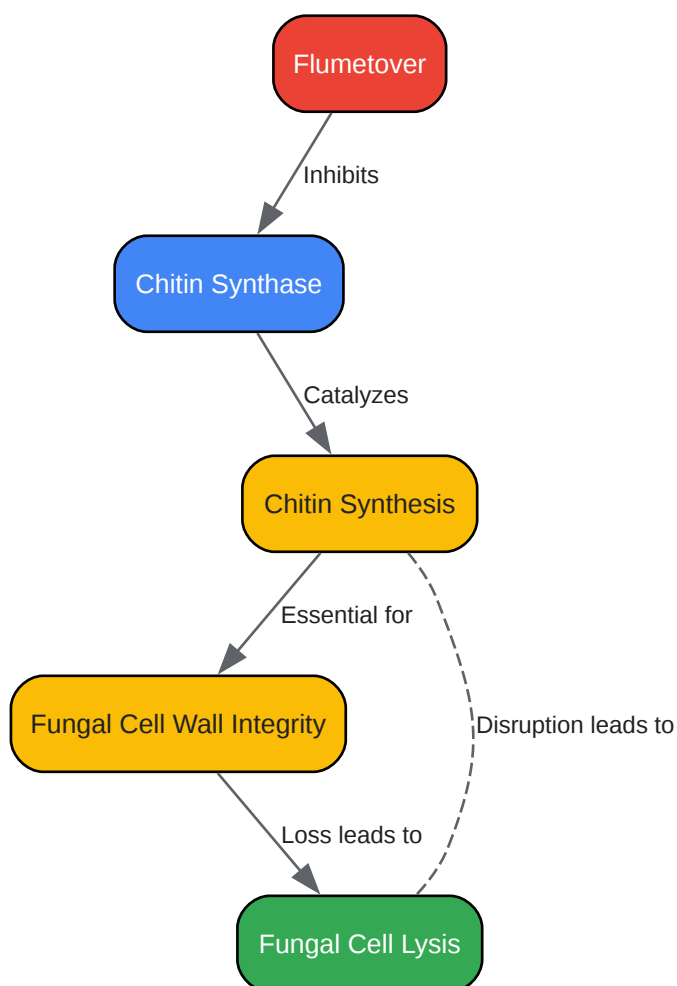 Flumetover
Inhibits
Chitin Synthase
Catalyzes
Chitin Synthesis
Essential for
Fungal Cell Wall Integrity
Disruption leads to
Loss leads to
Fungal Cell Lysis